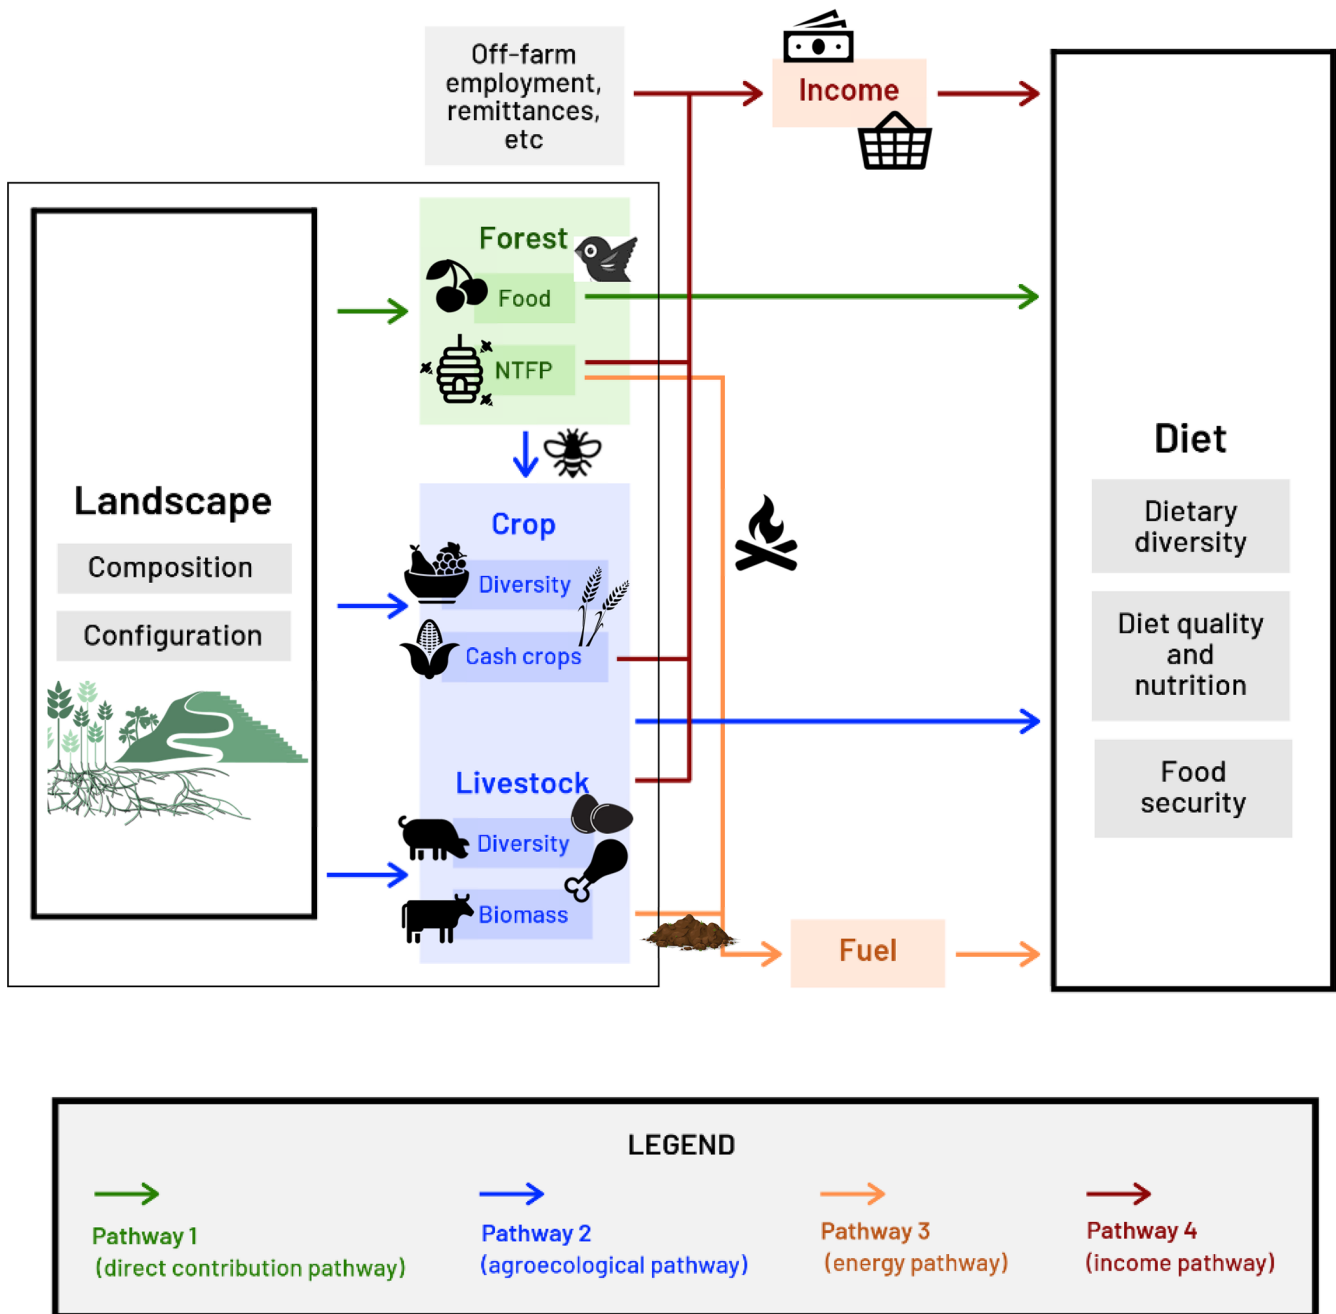 Off-farm
employment,
remittances,
etc
Income
Forest
Food
NTFP
Landscape
Composition
Configuration
Crop
Diversity
Cash crops
Livestock
Diversity
Biomass
Fuel
Diet
Dietary
diversity
Diet quality
and
nutrition
Food
security
LEGEND
Pathway 1
(direct contribution pathway)
Pathway 2
(agroecological pathway)
Pathway 3
(energy pathway)
Pathway 4
(income pathway)